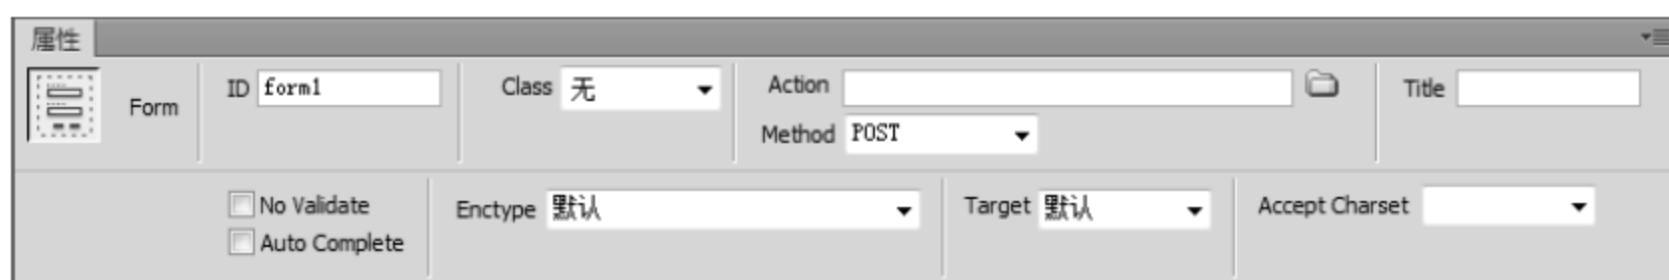 属性
Form ID form1 Class 无 Action Title
Method POST
No Validate Enctype 默认 Target 默认 Accept Charset
Auto Complete